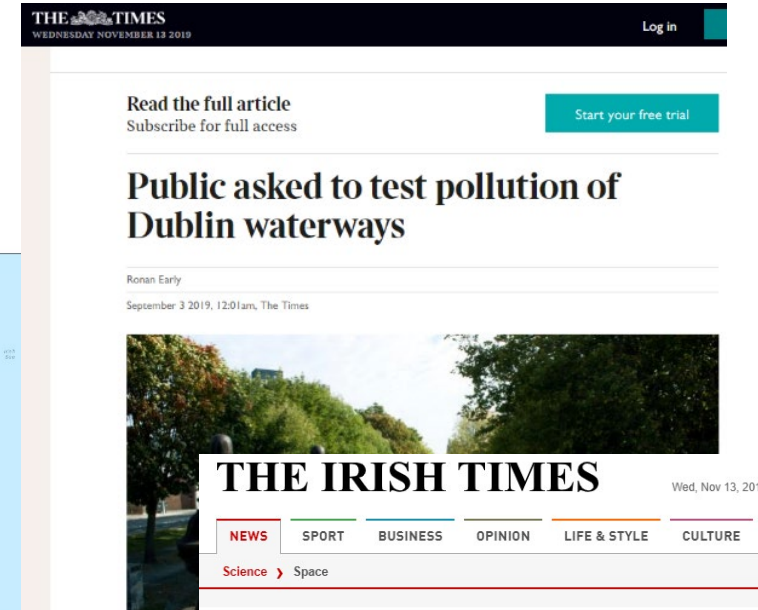 THE TIMES
WEDNESDAY NOVEMBER 13 2019
Log in
Read the full article
Subscribe for full access
Start your free trial
Public asked to test pollution of
Dublin waterways
Ronan Early
September 3 2019, 12:01am, The Times
THE IRISH TIMES
Wed, Nov 13, 201
NEWS SPORT BUSINESS OPINION LIFE & STYLE CULTURE
Science ❯ Space